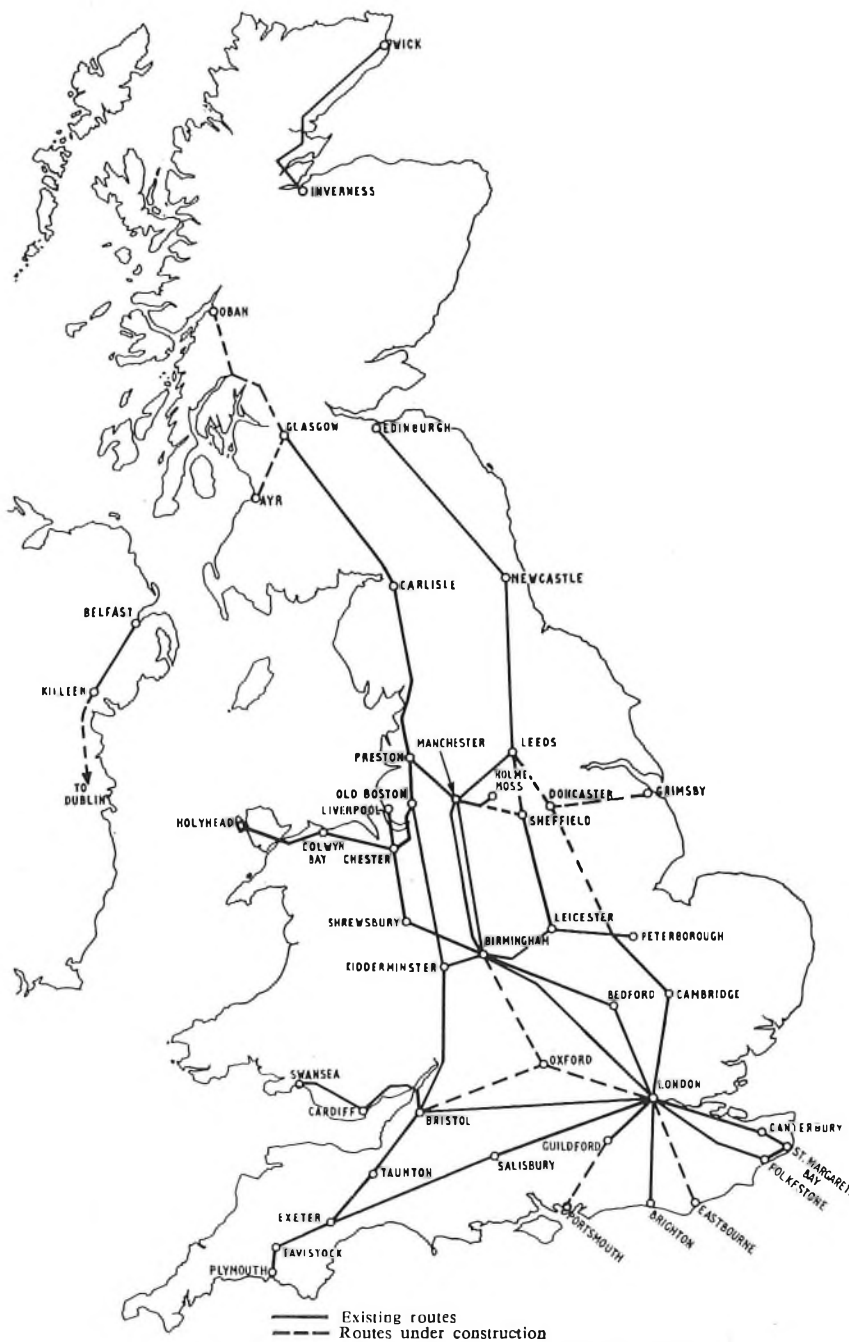 WICK
INVERNESS
OBAN
GLASGOW
EDINBURGH
AYR
CARLISLE
NEWCASTLE
BELFAST
KILLEEN
TO
DUBLIN
MANCHESTER
LEEDS
PRESTON
HOLME
MOSS
OLD BOSTON
DONCASTER
GRIMSBY
LIVERPOOL
SHEFFIELD
HOLYHEAD
COLWYN
BAY
CHESTER
SHREWSBURY
LEICESTER
PETERBOROUGH
BIRMINGHAM
KIDDERMINSTER
BEDFORD
CAMBRIDGE
OXFORD
SWANSEA
LONDON
CARDIFF
BRISTOL
CANTERBURY
GUILDFORD
ST. MARGARETS
BAY
SALISBURY
FOLKESTONE
TAUNTON
EXETER
TAVISTOCK
PORTSMOUTH
BRIGHTON
EASTBOURNE
PLYMOUTH
Existing routes
Routes under construction